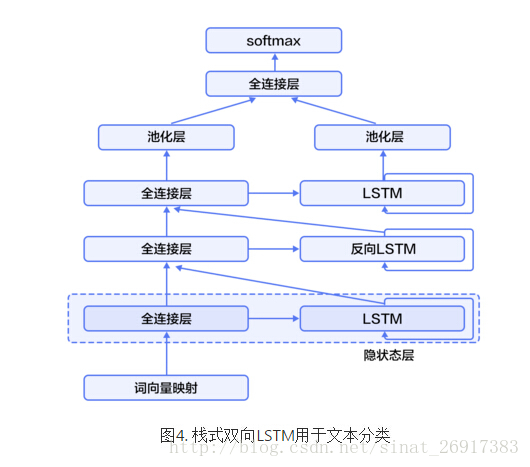 softmax
全连接层
池化层 池化层
全连接层 LSTM
全连接层 反向LSTM
全连接层 LSTM
隐状态层
词向量映射
图4. 栈式双向LSTM用于文本分类
http://blog.csdn.net/sinat_26917383